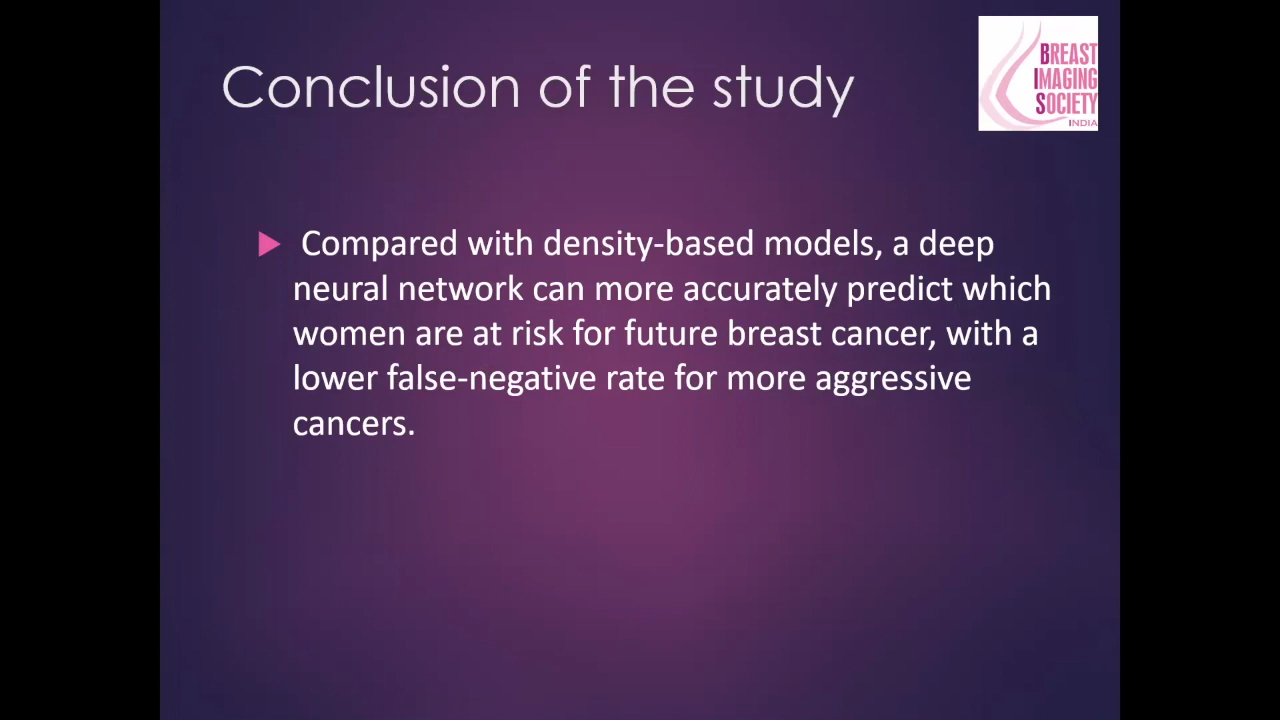 Conclusion of the study
BREAST
IMAGING
SOCIETY
INDIA
Compared with density-based models, a deep
neural network can more accurately predict which
women are at risk for future breast cancer, with a
lower false-negative rate for more aggressive
cancers.